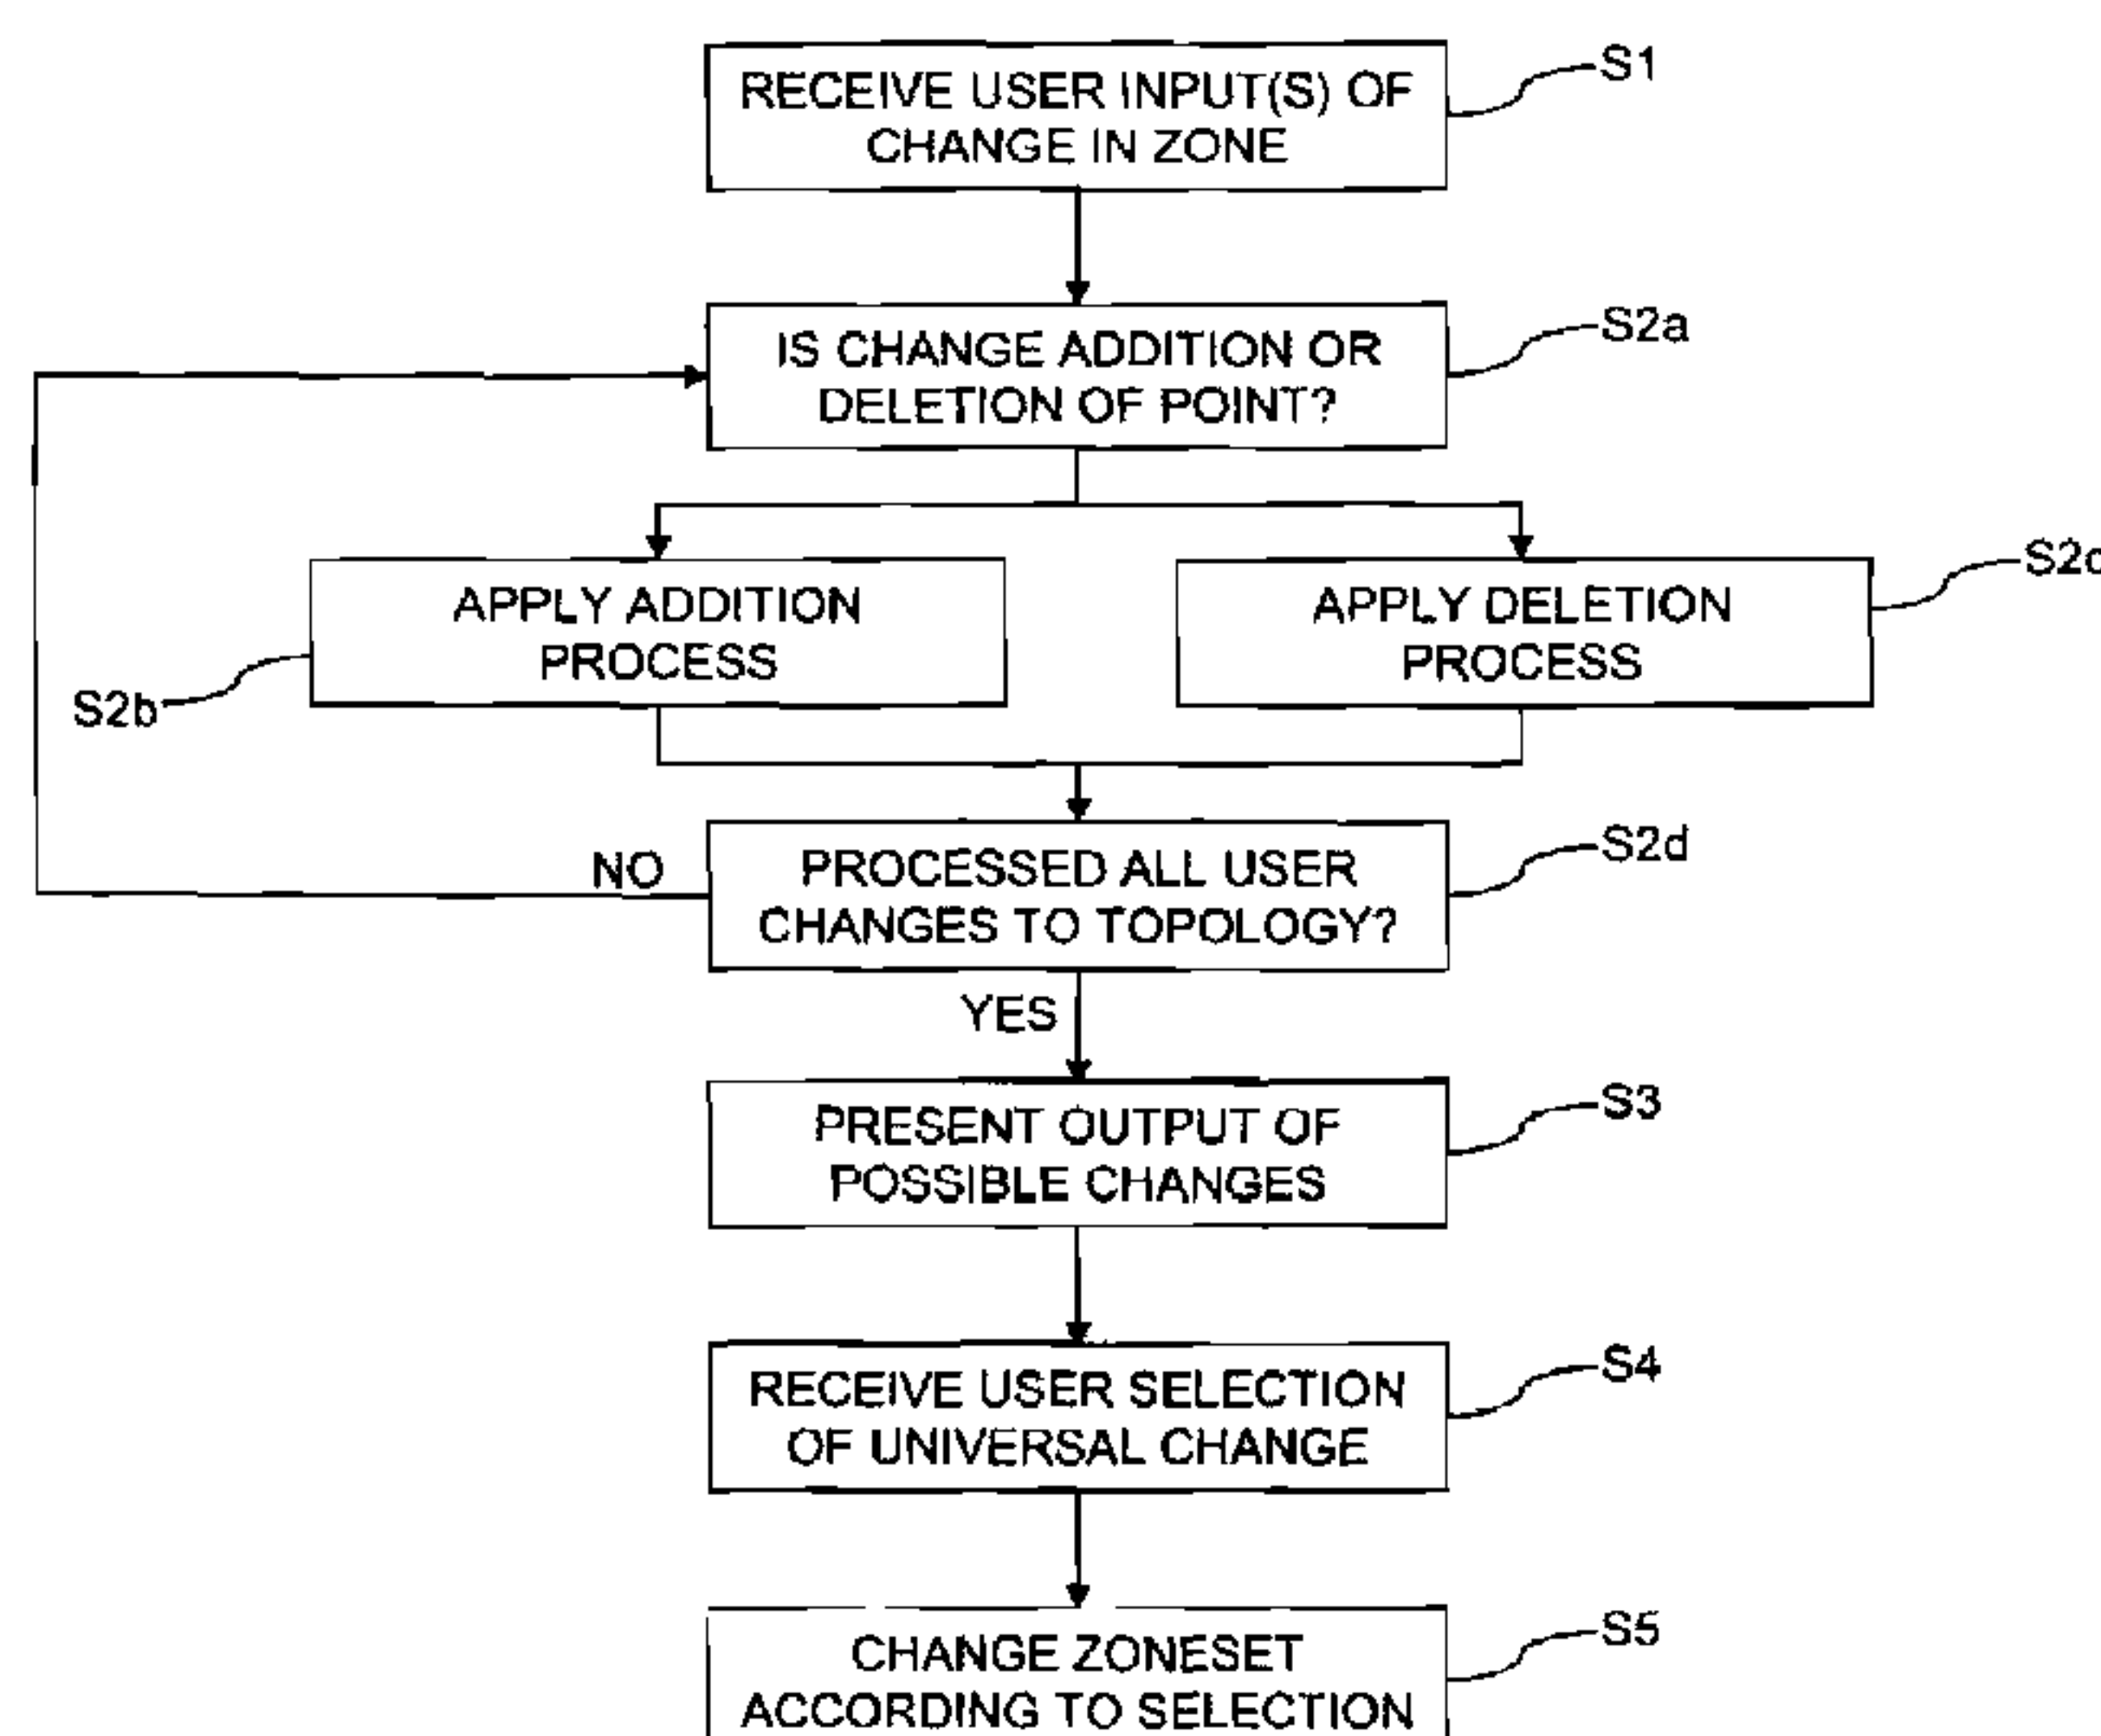 RECEIVE USER INPUT(S) OF
CHANGE IN ZONE
S1
IS CHANGE ADDITION OR
DELETION OF POINT?
S2a
APPLY ADDITION
PROCESS
S2b
APPLY DELETION
PROCESS
S2c
PROCESSED ALL USER
CHANGES TO TOPOLOGY?
S2d
NO
YES
PRESENT OUTPUT OF
POSSIBLE CHANGES
S3
RECEIVE USER SELECTION
OF UNIVERSAL CHANGE
S4
CHANGE ZONESET
ACCORDING TO SELECTION
S5